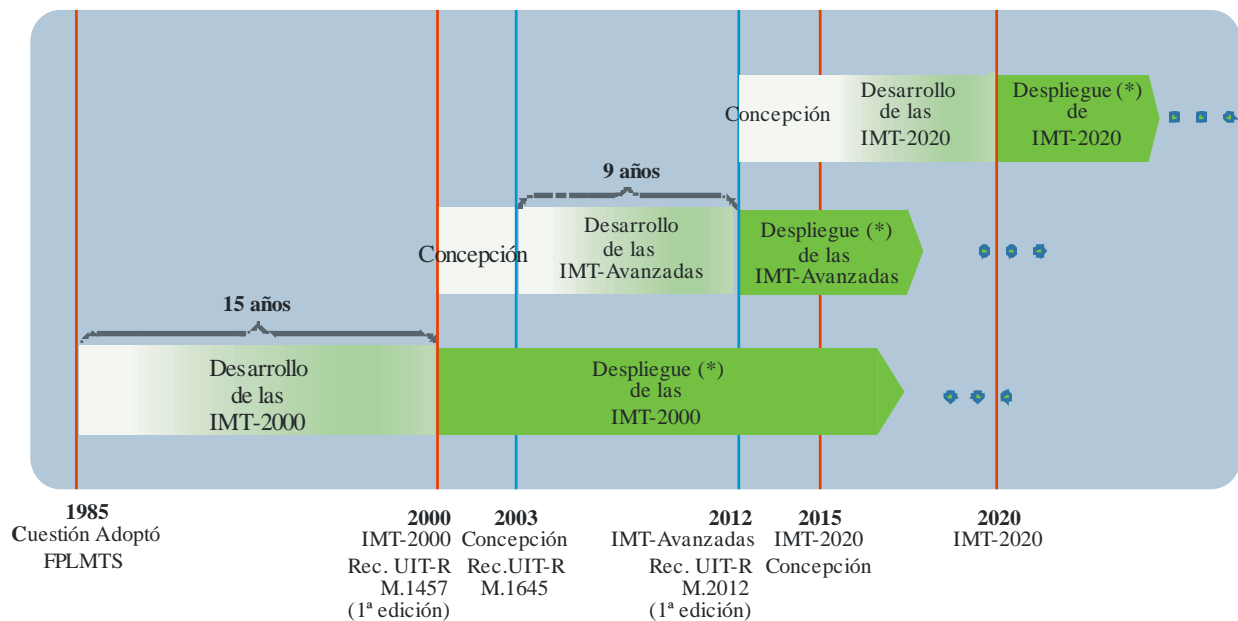 Concepción
Desarrollo
de las
IMT-2020
Despliegue (*)
de
IMT-2020
9 años
Concepción
Desarrollo
de las
IMT-Avanzadas
Despliegue (*)
de las
IMT-Avanzadas
15 años
Desarrollo
de las
IMT-2000
Despliegue (*)
de las
IMT-2000
1985
Cuestión Adoptó
FPLMTS
2000
IMT-2000
Rec. UIT-R
M.1457
(1ª edición)
2003
Concepción
Rec.UIT-R
M.1645
2012
IMT-Avanzadas
Rec. UIT-R
M.2012
(1ª edición)
2015
IMT-2020
Concepción
2020
IMT-2020